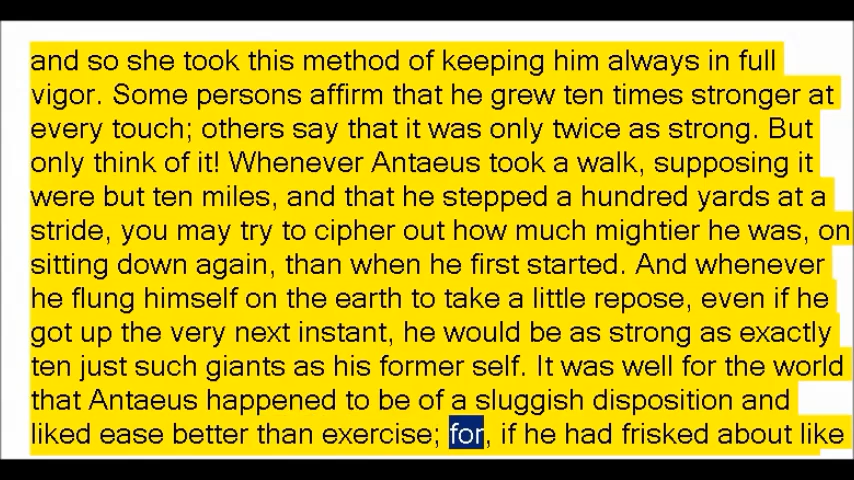 and so she took this method of keeping him always in full
vigor. Some persons affirm that he grew ten times stronger at
every touch; others say that it was only twice as strong. But
only think of it! Whenever Antaeus took a walk, supposing it
were but ten miles, and that he stepped a hundred yards at a
stride, you may try to cipher out how much mightier he was, on
sitting down again, than when he first started. And whenever
he flung himself on the earth to take a little repose, even if he
got up the very next instant, he would be as strong as exactly
ten just such giants as his former self. It was well for the world
that Antaeus happened to be of a sluggish disposition and
liked ease better than exercise; for, if he had frisked about like